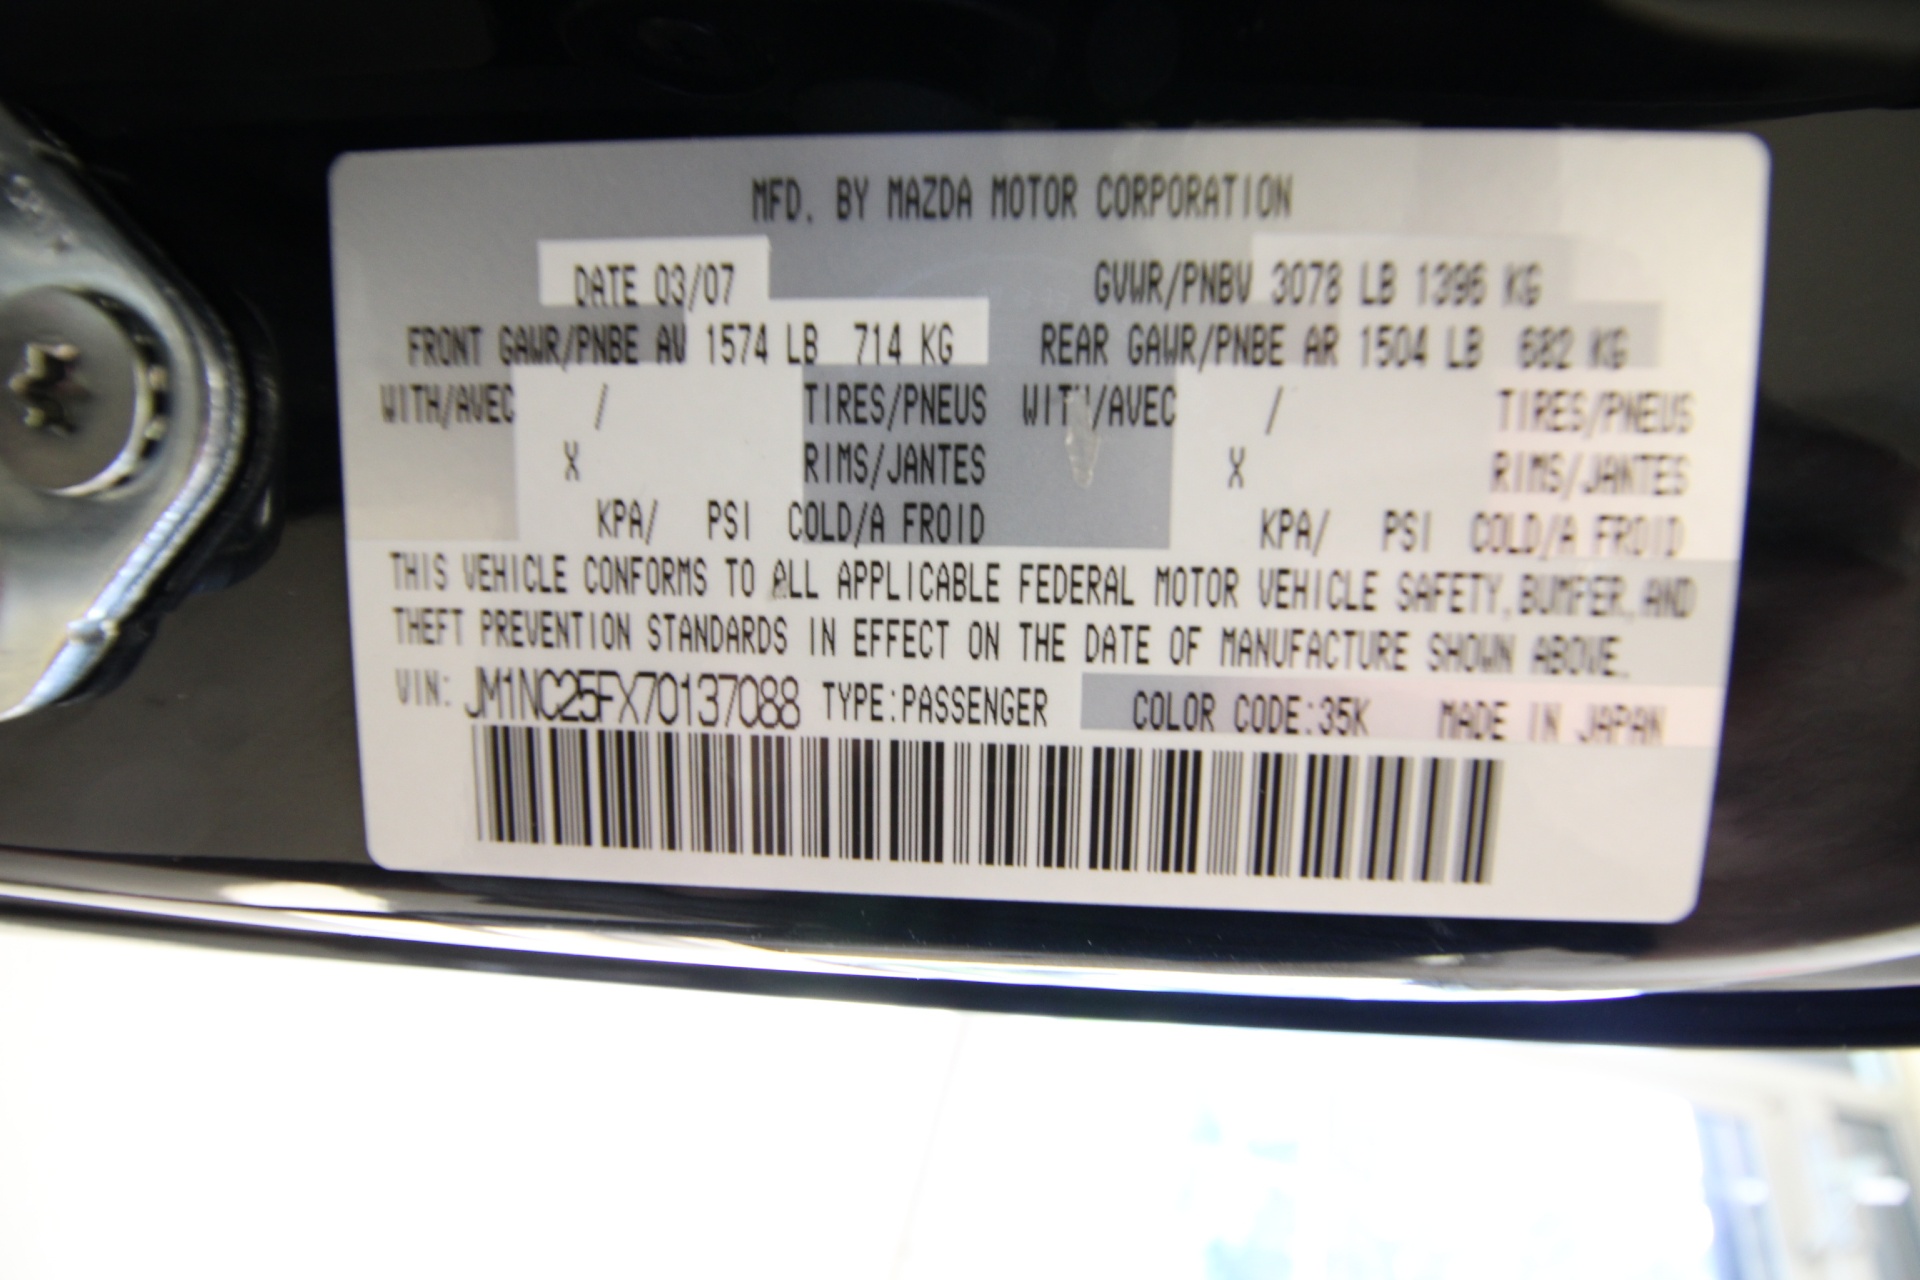 MFD. BY MAZDA MOTOR CORPORATION
DATE 03/07 GVWR/PNBV 3078 LB 1396 KG
FRONT GAWR/PNBE AV 1574 LB 714 KG REAR GAWR/PNBE AR 1504 LB 682 KG
WITH/AVEC / TIRES/PNEUS WITH/AVEC / TIRES/PNEUS
X RIMS/JANTES X RIMS/JANTES
KPA/ PSI COLD/A FROID KPA/ PSI COLD/A FROID
THIS VEHICLE CONFORMS TO ALL APPLICABLE FEDERAL MOTOR VEHICLE SAFETY, BUMPER, AND
THEFT PREVENTION STANDARDS IN EFFECT ON THE DATE OF MANUFACTURE SHOWN ABOVE.
VIN: JM1NC25FX70137088 TYPE:PASSENGER COLOR CODE:35K MADE IN JAPAN